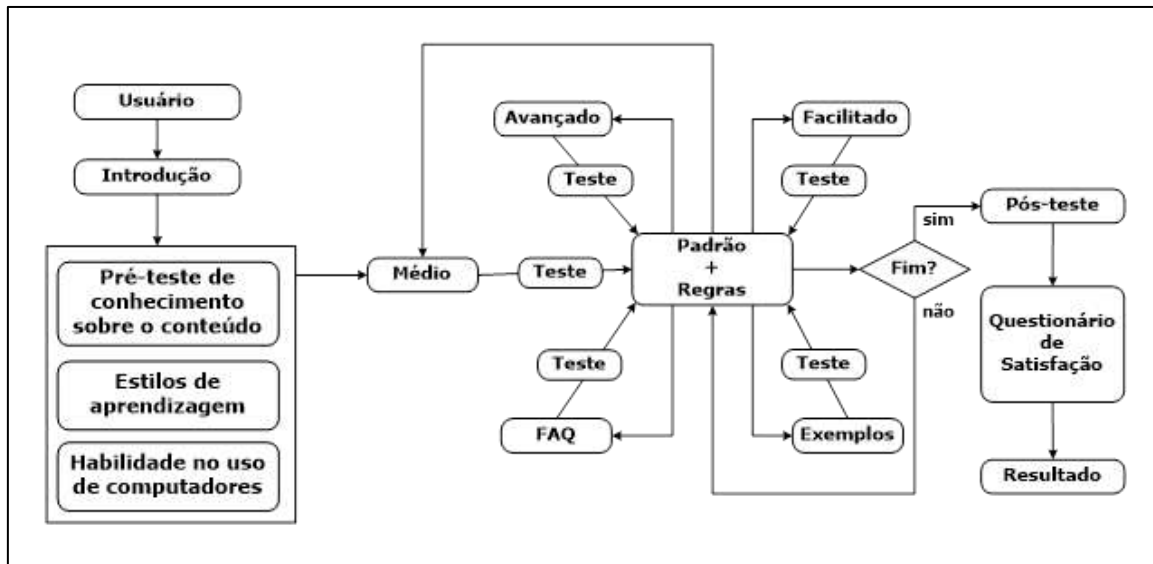 Usuário
Introdução
Pré-teste de
conhecimento
sobre o conteúdo
Estilos de
aprendizagem
Habilidade no uso
de computadores
Médio
Teste
Avançado
Teste
Facilitado
Teste
Padrão
+
Regras
Teste
FAQ
Teste
Exemplos
Fim?
sim
não
Pós-teste
Questionário
de
Satisfação
Resultado